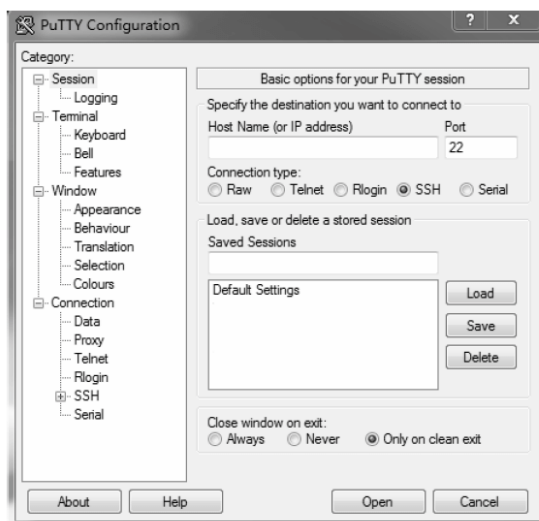 PuTTY Configuration
? X
Category:
Session
Logging
Terminal
Keyboard
Bell
Features
Window
Appearance
Behaviour
Translation
Selection
Colours
Connection
Data
Proxy
Telnet
Rlogin
SSH
Serial
Basic options for your PuTTY session
Specify the destination you want to connect to
Host Name (or IP address) Port
22
Connection type:
Raw Telnet Rlogin SSH Serial
Load, save or delete a stored session
Saved Sessions
Default Settings
Load
Save
Delete
Close window on exit:
Always Never Only on clean exit
About Help Open Cancel